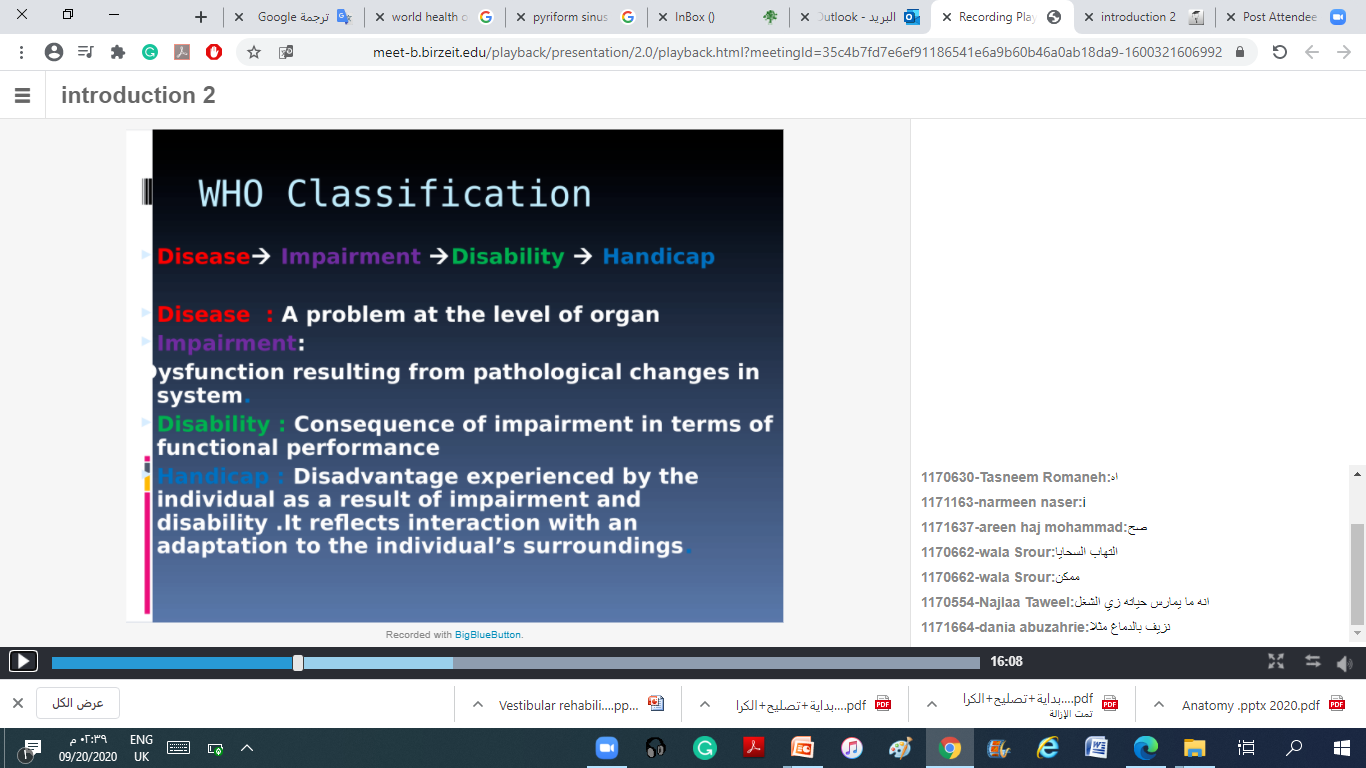 ترجمة Google
world health o
pyriform sinus
InBox ()
البريد - Outlook
Recording Play
introduction 2
Post Attendee
meet-b.birzeit.edu/playback/presentation/2.0/playback.html?meetingId=35c4b7fd7e6ef91186541e6a9b60b46a0ab18da9-1600321606992
introduction 2
WHO Classification
Disease→ Impairment →Disability → Handicap
Disease : A problem at the level of organ
Impairment:
Dysfunction resulting from pathological changes in
system.
Disability : Consequence of impairment in terms of
functional performance
Handicap : Disadvantage experienced by the
individual as a result of impairment and
disability .It reflects interaction with an
adaptation to the individual’s surroundings.
Recorded with BigBlueButton.
1170630-Tasneem Romaneh:اه
1171163-narmeen naser:أ
1171637-areen haj mohammad:صح
1170662-wala Srour:التهاب السحايا
1170662-wala Srour:ممكن
1170554-Najlaa Taweel:انه ما يمارس حياته زي الشغل
1171664-dania abuzahrie:نزيف بالدماغ مثلا
16:08
عرض الكل
Vestibular rehabili....pp...
بداية+تصليح+الكرا....pdf
بداية+تصليح+الكرا....pdf
تمت الإزالة
Anatomy .pptx 2020.pdf
٠٢:٣٩ م
09/20/2020
ENG
UK
1